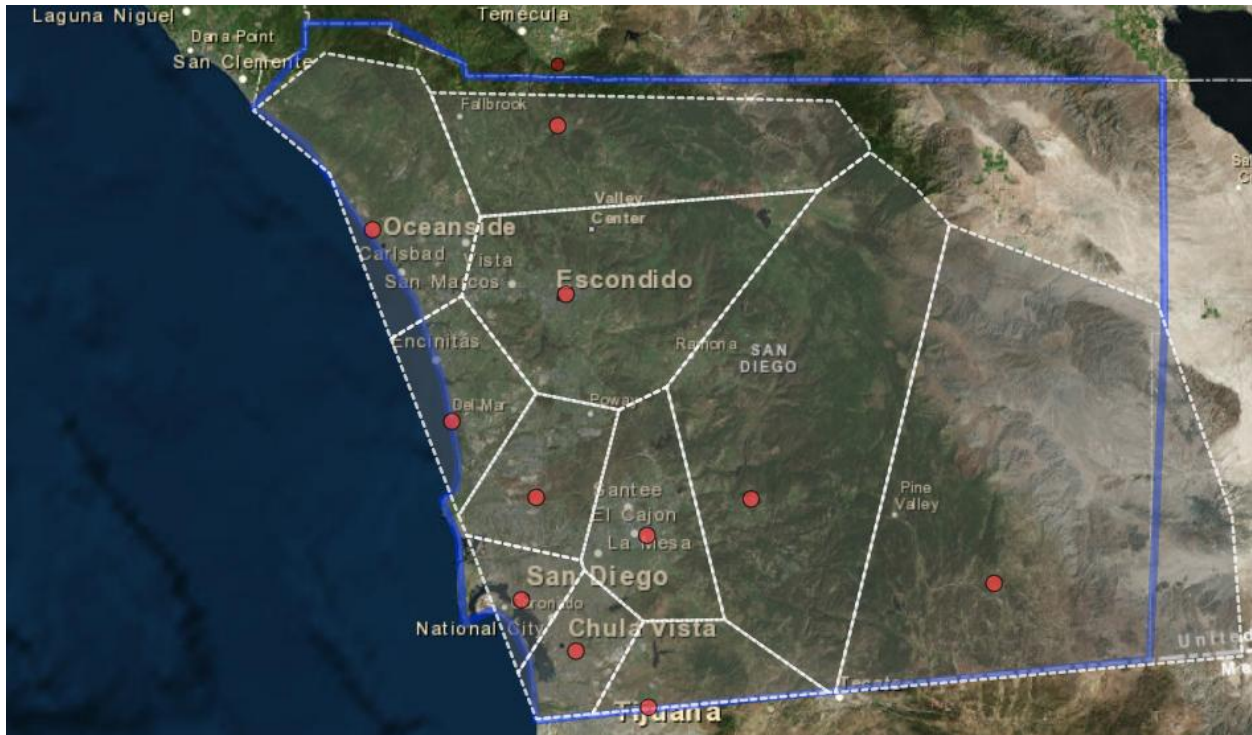 Laguna Niguel
Temecula
Dana Point
San Clemente
Fallbrook
Valley
Center
Oceanside
Carlsbad
Vista
San Marcos
Escondido
Encinitas
Ramona
SAN
DIEGO
Del Mar
Poway
Santee
El Cajon
La Mesa
Pine
Valley
San Diego
Coronado
National City
Chula Vista
Tijuana